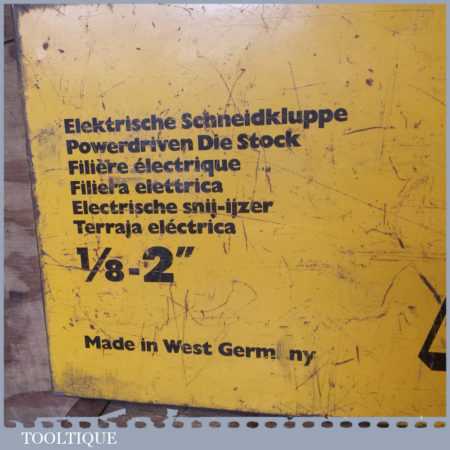 Elektrische Schneidkluppe
Powerdriven Die Stock
Filière électrique
Filiera elettrica
Electrische snij-ijzer
Terraja eléctrica
1/8-2"
Made in West Germ ny
TOOLTIQUE